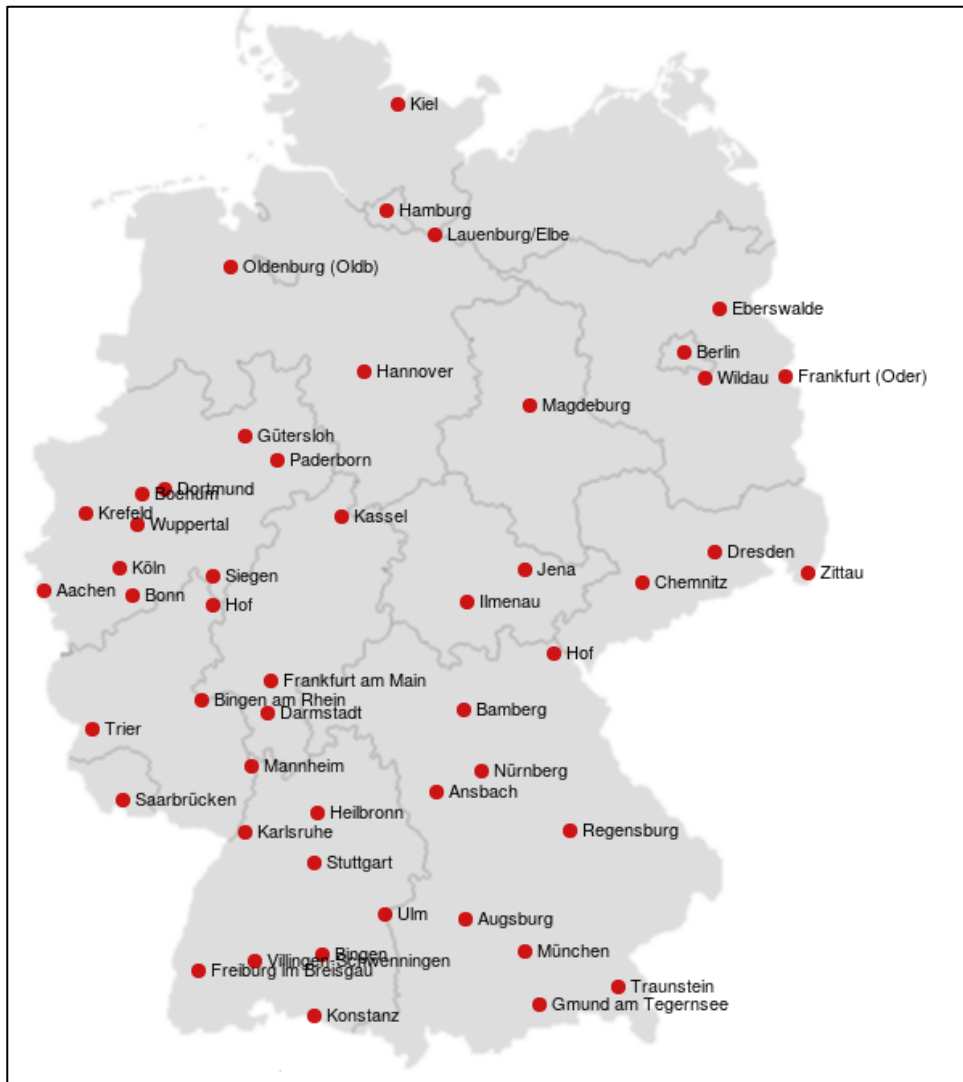 Kiel
Hamburg
Lauenburg/Elbe
Oldenburg (Oldb)
Eberswalde
Berlin
Hannover
Wildau
Frankfurt (Oder)
Magdeburg
Gütersloh
Paderborn
Dortmund
Bochum
Krefeld
Wuppertal
Kassel
Dresden
Köln
Siegen
Jena
Chemnitz
Zittau
Aachen
Bonn
Hof
Ilmenau
Hof
Frankfurt am Main
Bingen am Rhein
Darmstadt
Bamberg
Trier
Mannheim
Nürnberg
Ansbach
Saarbrücken
Heilbronn
Karlsruhe
Regensburg
Stuttgart
Ulm
Augsburg
Bingen
München
Villingen-Schwenningen
Freiburg im Breisgau
Traunstein
Gmund am Tegernsee
Konstanz